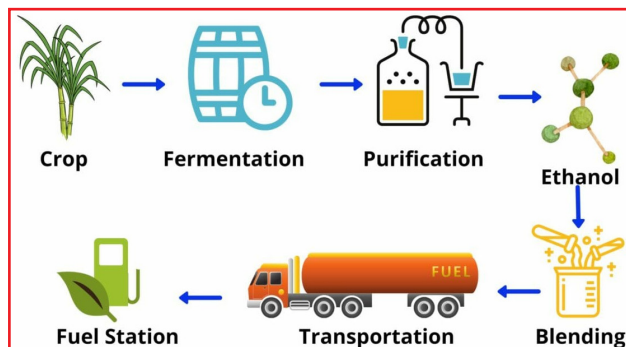 Crop
Fermentation
Purification
Ethanol
FUEL
Fuel Station
Transportation
Blending